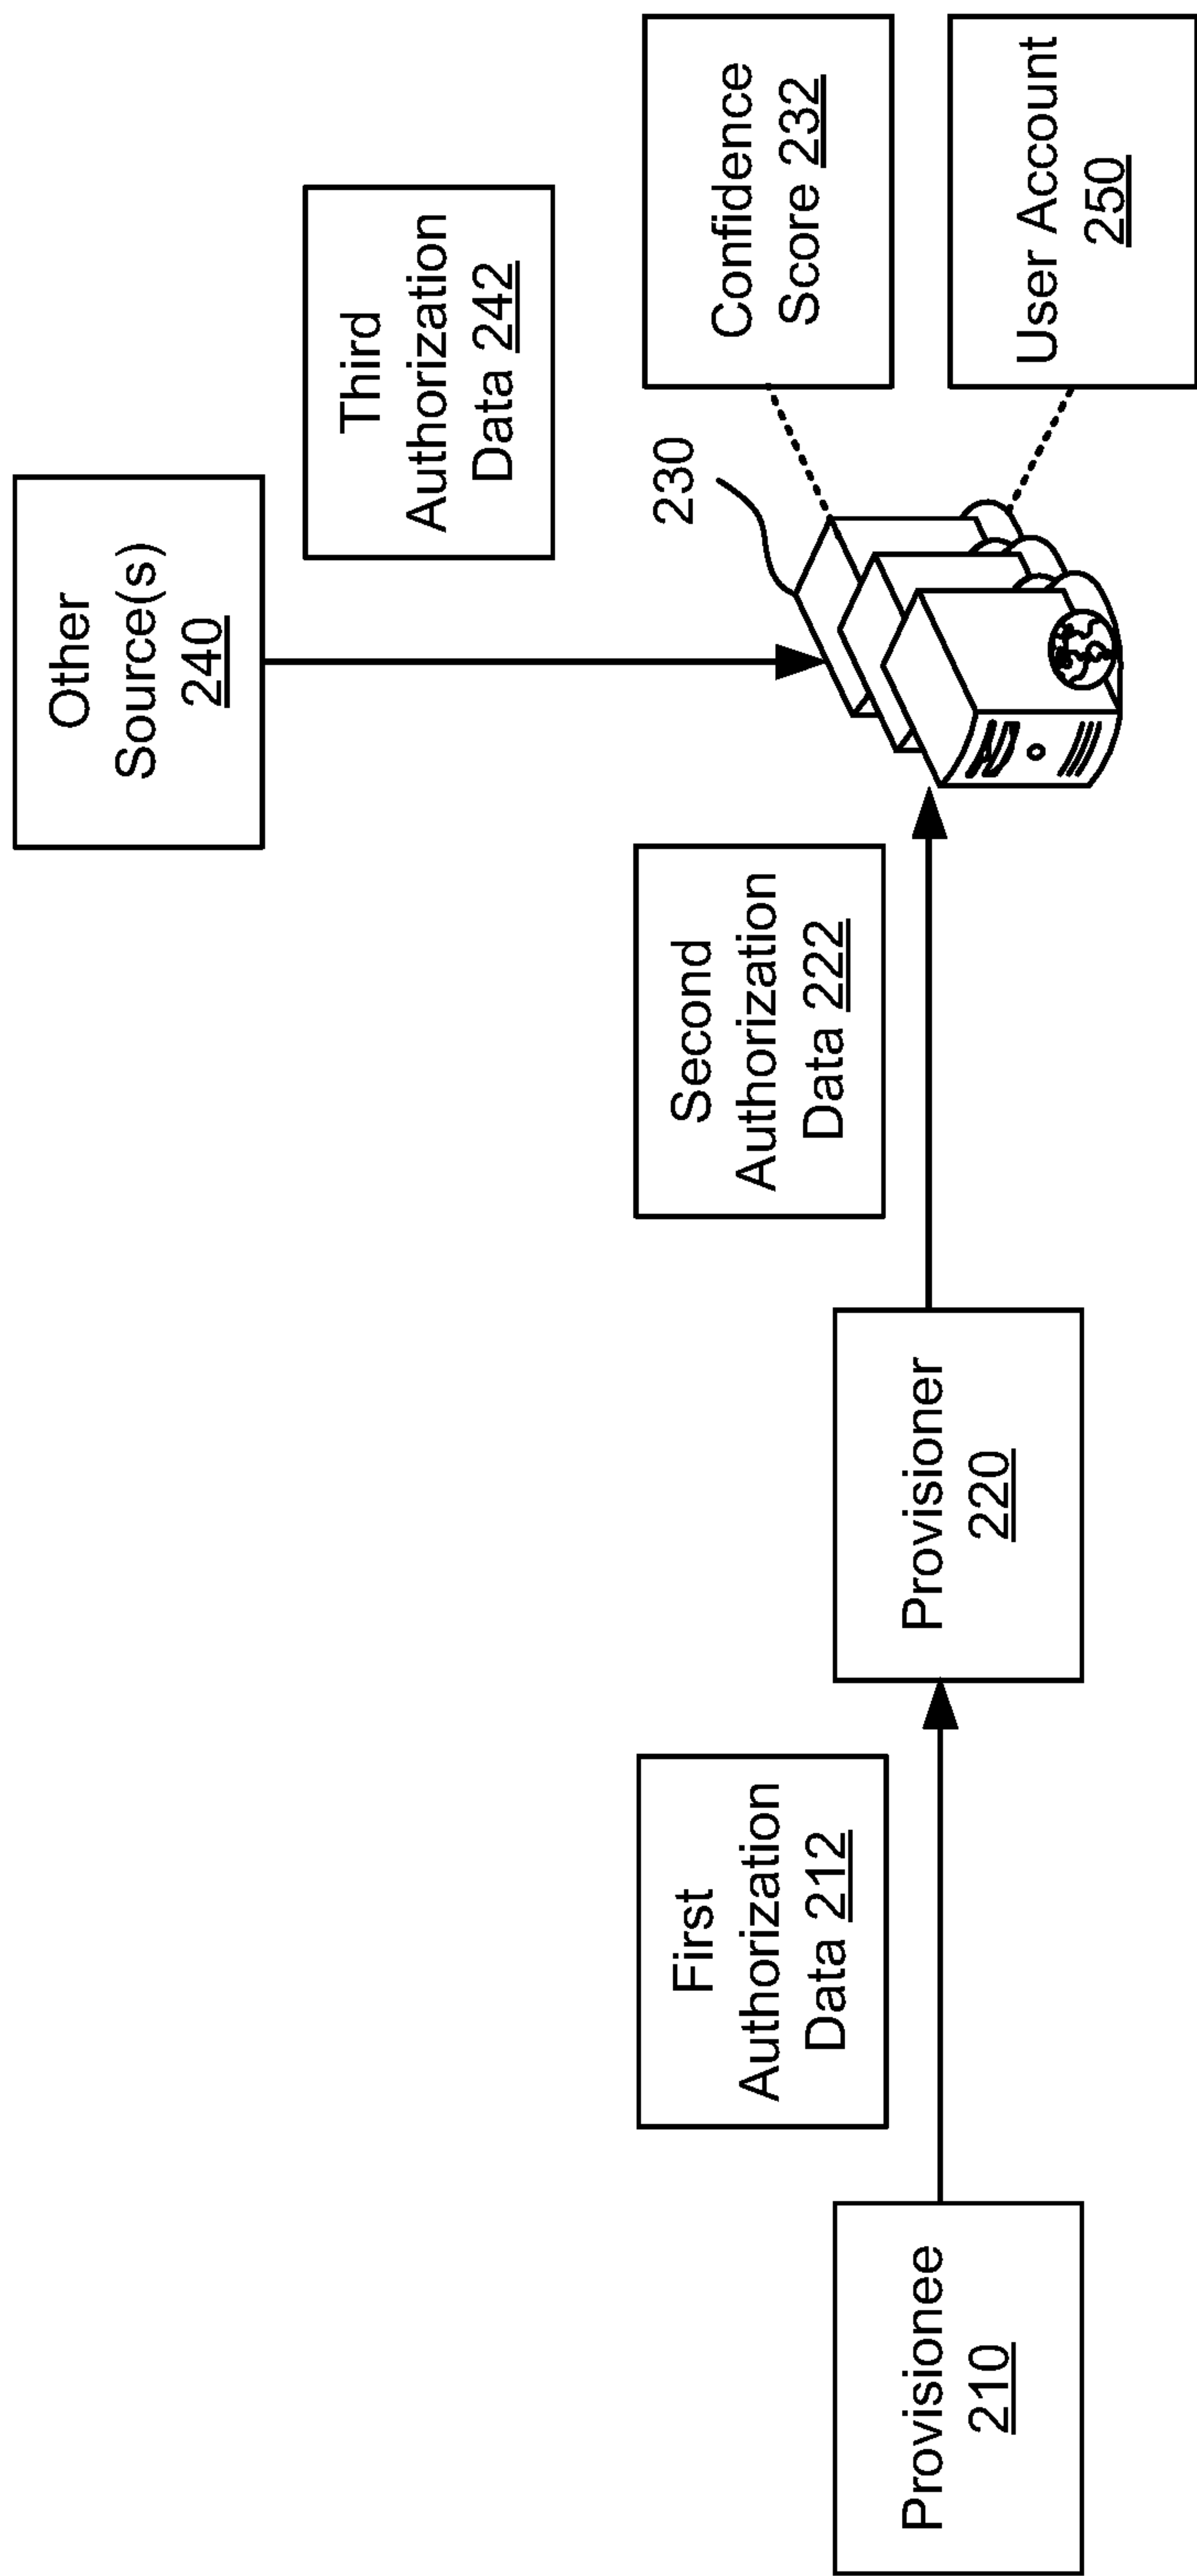 Other
Source(s)
240
Third
Authorization
Data 242
230
Confidence
Score 232
User Account
250
Second
Authorization
Data 222
First
Authorization
Data 212
Provisionee
210
Provisioner
220